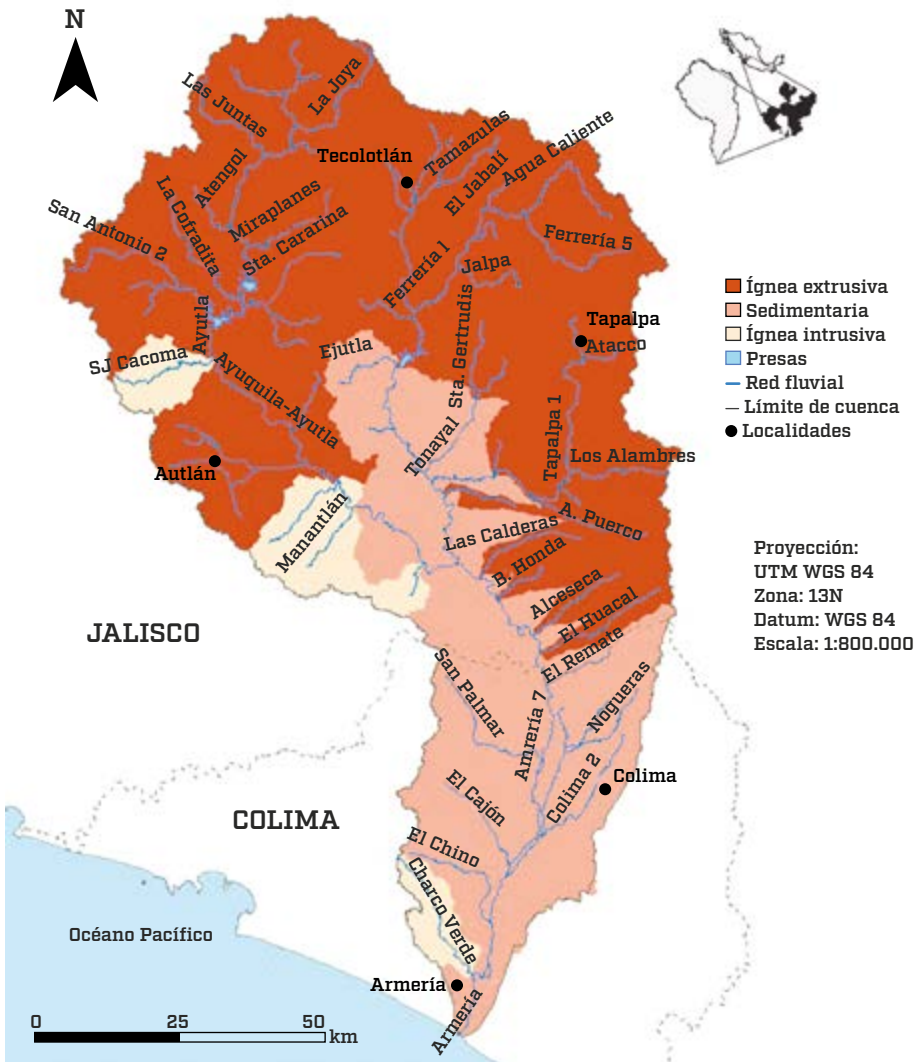 N
La Joya
Las Juntas
Tecolotlán
Tamazulas
El Jabalí
Agua Caliente
Atengol
La Cofradita
Miraplanes
Sta. Cararina
San Antonio 2
Ferrería 5
Ferrería 1
Jalpa
Ayutla
Sta. Gertrudis
Tapalpa
Atacco
SJ Cacoma
Ejutla
Ayuquila-Ayutla
Tonayal
Tapalpa 1
Los Alambres
Autlán
Manantlán
A. Puerco
Las Calderas
B. Honda
Alceseca
El Huacal
El Remate
JALISCO
San Palmar
Nogueras
Amrería 7
Colima 2
Colima
El Cajón
COLIMA
El Chino
Charco Verde
Océano Pacífico
Armería
Armería
0 25 50
km
Ígnea extrusiva
Sedimentaria
Ígnea intrusiva
Presas
Red fluvial
Límite de cuenca
Localidades
Proyección:
UTM WGS 84
Zona: 13N
Datum: WGS 84
Escala: 1:800.000